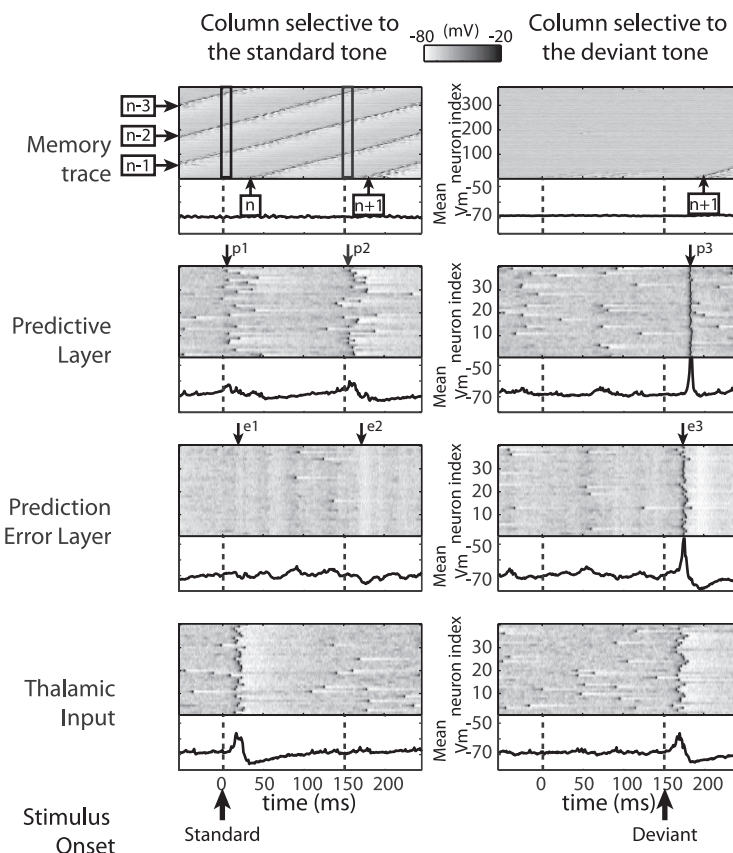 Column selective to
the standard tone
-80 (mV) -20
Column selective to
the deviant tone
Memory
trace
n-3
n-2
n-1
n
n+1
Mean
Vm
-50
-70
neuron index
300
200
100
n+1
Predictive
Layer
p1
p2
Mean
Vm
-50
-70
neuron index
30
20
10
p3
Prediction
Error Layer
e1
e2
Mean
Vm
-50
-70
neuron index
30
20
10
e3
Thalamic
Input
Mean
Vm
-50
-70
neuron index
30
20
10
0 50 100 150 200
time (ms)
0 50 100 150 200
time (ms)
Stimulus
Onset
Standard
Deviant